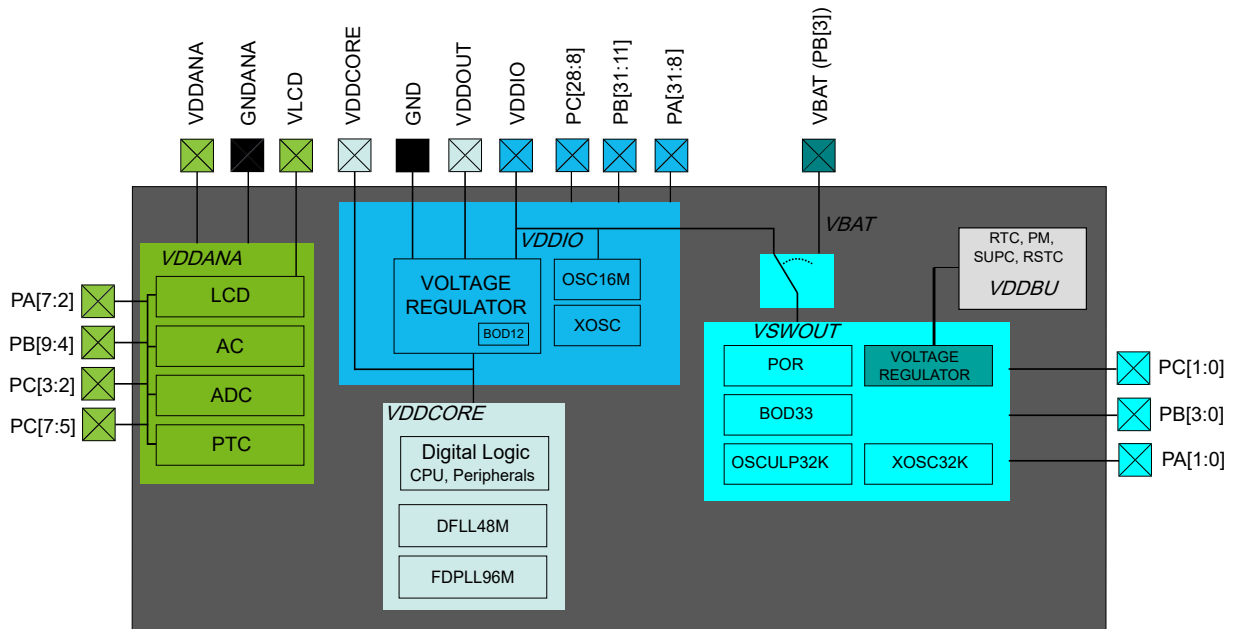 VDDANA
GNDANA
VLCD
VDDCORE
GND
VDDOUT
VDDIO
PC[28:8]
PB[31:11]
PA[31:8]
VBAT (PB[3])
VDDANA
LCD
AC
ADC
PTC
PA[7:2]
PB[9:4]
PC[3:2]
PC[7:5]
VDDIO
VOLTAGE
REGULATOR
BOD12
OSC16M
XOSC
VDDCORE
Digital Logic
CPU, Peripherals
DFLL48M
FDPLL96M
VBAT
RTC, PM,
SUPC, RSTC
VDDBU
VSWOUT
POR
VOLTAGE
REGULATOR
BOD33
OSCULP32K
XOSC32K
PC[1:0]
PB[3:0]
PA[1:0]